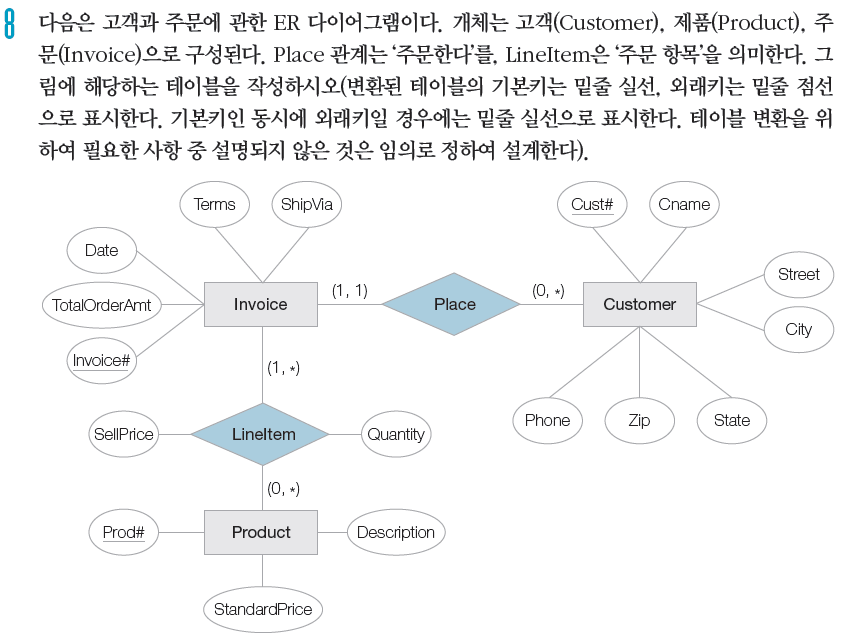 8
다음은 고객과 주문에 관한 ER 다이어그램이다. 개체는 고객(Customer), 제품(Product), 주
문(Invoice)으로 구성된다. Place 관계는 ‘주문한다’를, LineItem은 ‘주문 항목’을 의미한다. 그
림에 해당하는 테이블을 작성하시오(변환된 테이블의 기본키는 밑줄 실선, 외래키는 밑줄 점선
으로 표시한다. 기본키인 동시에 외래키일 경우에는 밑줄 실선으로 표시한다. 테이블 변환을 위
하여 필요한 사항 중 설명되지 않은 것은 임의로 정하여 설계한다).
Terms
ShipVia
Cust#
Cname
Date
Street
TotalOrderAmt
Invoice
(1, 1)
Place
(0, *)
Customer
City
Invoice#
(1, *)
Phone
Zip
State
SellPrice
LineItem
Quantity
(0, *)
Prod#
Product
Description
StandardPrice